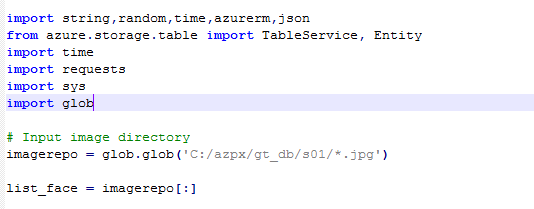 import string,random,time,azurerm,json
from azure.storage.table import TableService, Entity
import time
import requests
import sys
import glob
# Input image directory
imagerepo = glob.glob('C:/azpx/gt_db/s01/*.jpg')
list_face = imagerepo[:]